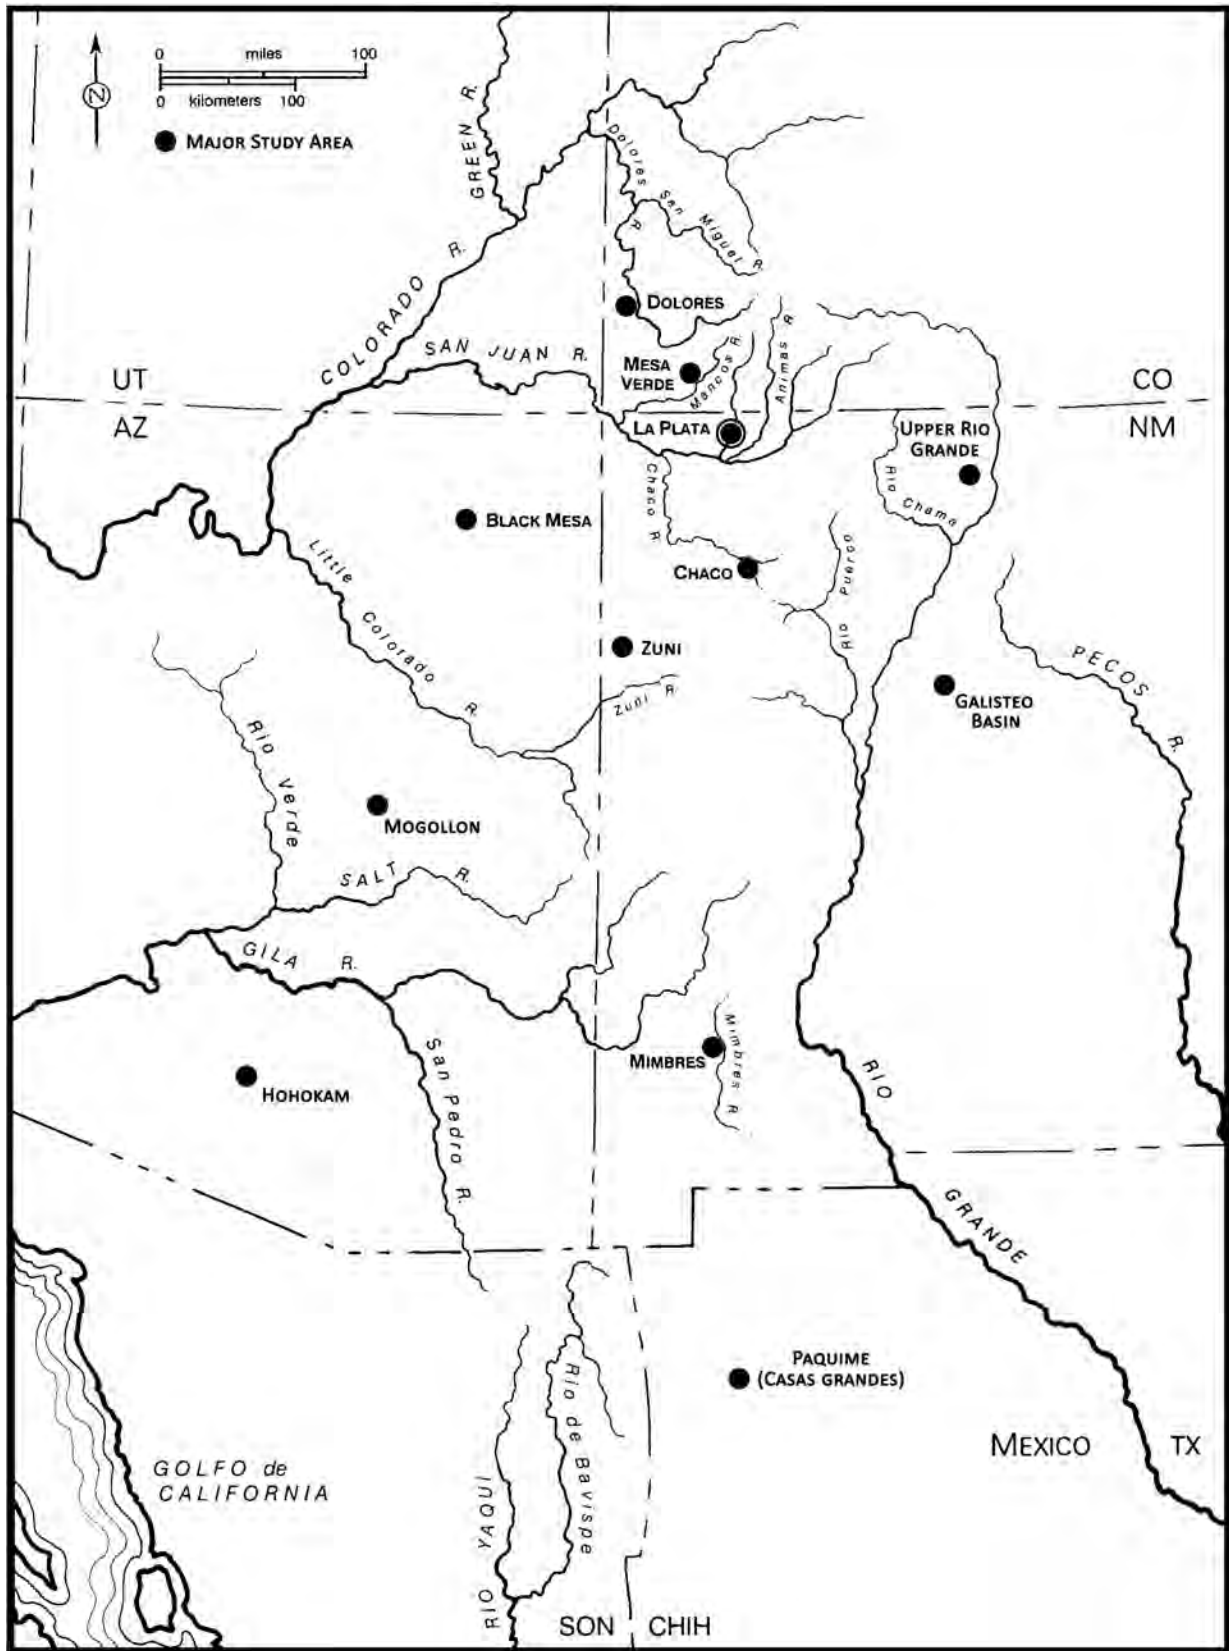 0 miles 100
0 kilometers 100
N
MAJOR STUDY AREA
GREEN R.
COLORADO R.
Dolores R.
San Miguel R.
DOLORES
SAN JUAN R.
MESA
VERDE
Mancos R.
Animas R.
UT
CO
AZ
NM
LA PLATA
UPPER RIO
GRANDE
Chaco R.
Rio Chama
BLACK MESA
CHACO
Rio Puerco
Little Colorado R.
ZUNI
Zuni R.
PECOS R.
GALISTEO
BASIN
Rio Verde
MOGOLLON
SALT R.
GILA R.
MIMBRES
Mimbres R.
HOHOKAM
San Pedro R.
RIO GRANDE
PAQUIME
(CASAS GRANDES)
MEXICO
TX
GOLFO de
CALIFORNIA
RIO YAQUI
Rio de Bavispe
SON
CHIH